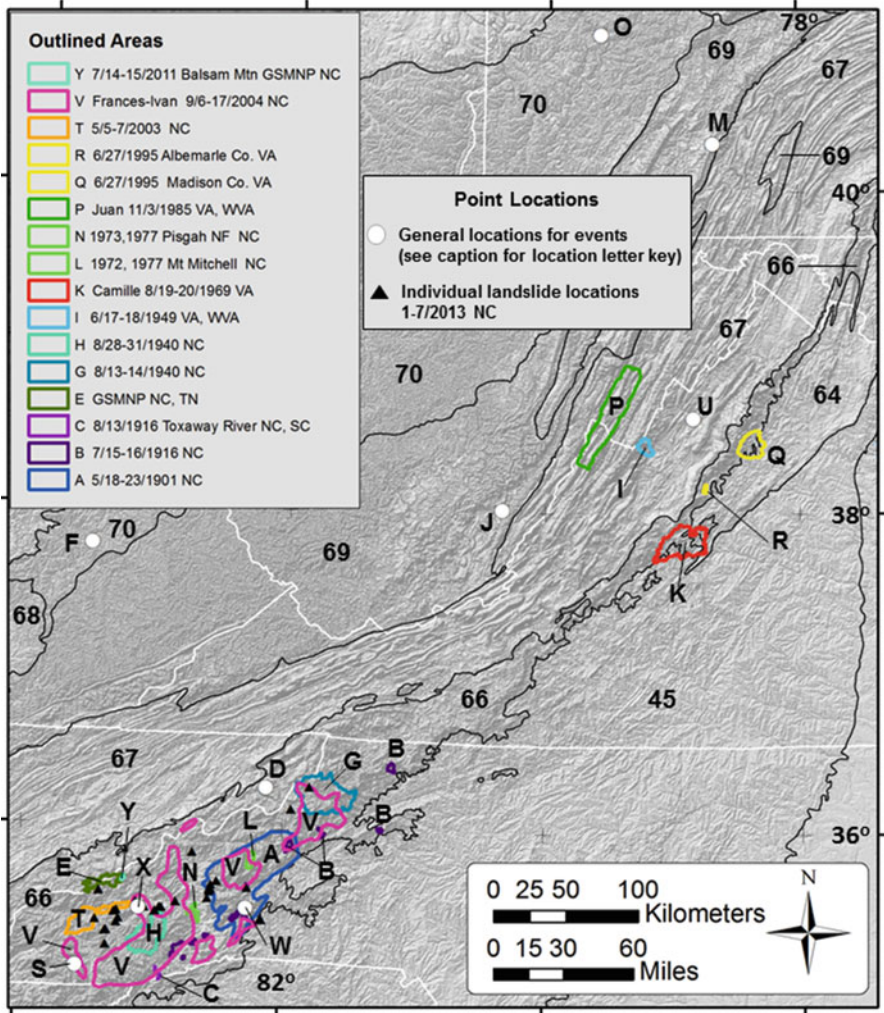 Outlined Areas
Y 7/14-15/2011 Balsam Mtn GSMNP NC
V Frances-Ivan 9/6-17/2004 NC
T 5/5-7/2003 NC
R 6/27/1995 Albemarle Co. VA
Q 6/27/1995 Madison Co. VA
P Juan 11/3/1985 VA, WVA
N 1973,1977 Pisgah NF NC
L 1972, 1977 Mt Mitchell NC
K Camille 8/19-20/1969 VA
I 6/17-18/1949 VA, WVA
H 8/28-31/1940 NC
G 8/13-14/1940 NC
E GSMNP NC, TN
C 8/13/1916 Toxaway River NC, SC
B 7/15-16/1916 NC
A 5/18-23/1901 NC
Point Locations
General locations for events
(see caption for location letter key)
Individual landslide locations
1-7/2013 NC
78º
O
69
67
70
M
69
40º
66
67
70
64
P
U
Q
I
J
38º
F
70
69
R
K
68
66
45
67
D
G
B
Y
L
V
B
36º
E
X
N
V
A
B
66
T
H
V
W
S
V
C
82º
0 25 50 100
Kilometers
0 15 30 60
Miles
N